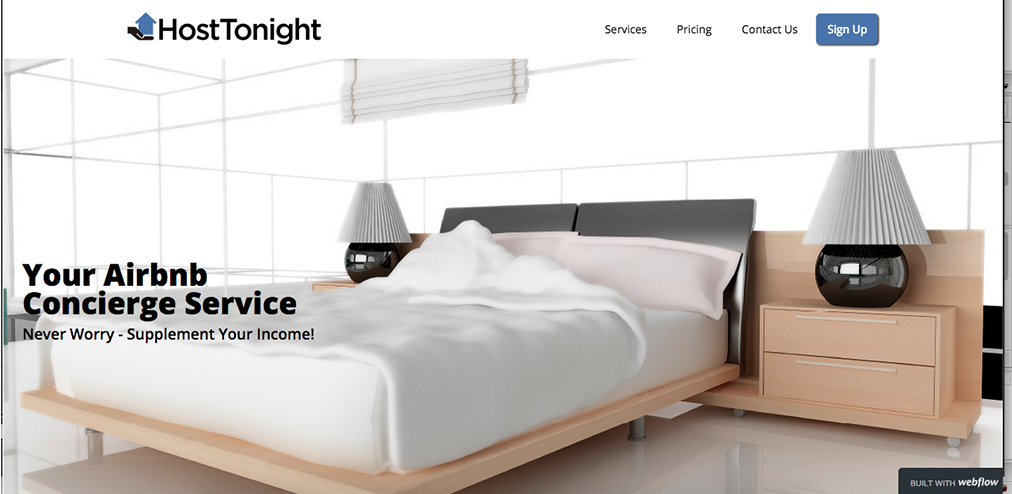 HostTonight
Services
Pricing
Contact Us
Sign Up
Your Airbnb
Concierge Service
Never Worry - Supplement Your Income!
BUILT WITH webflow